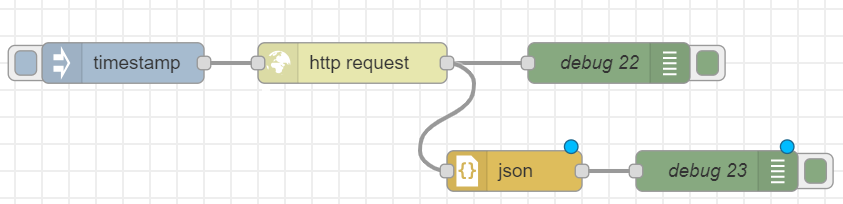 timestamp
http request
debug 22
{} json
debug 23